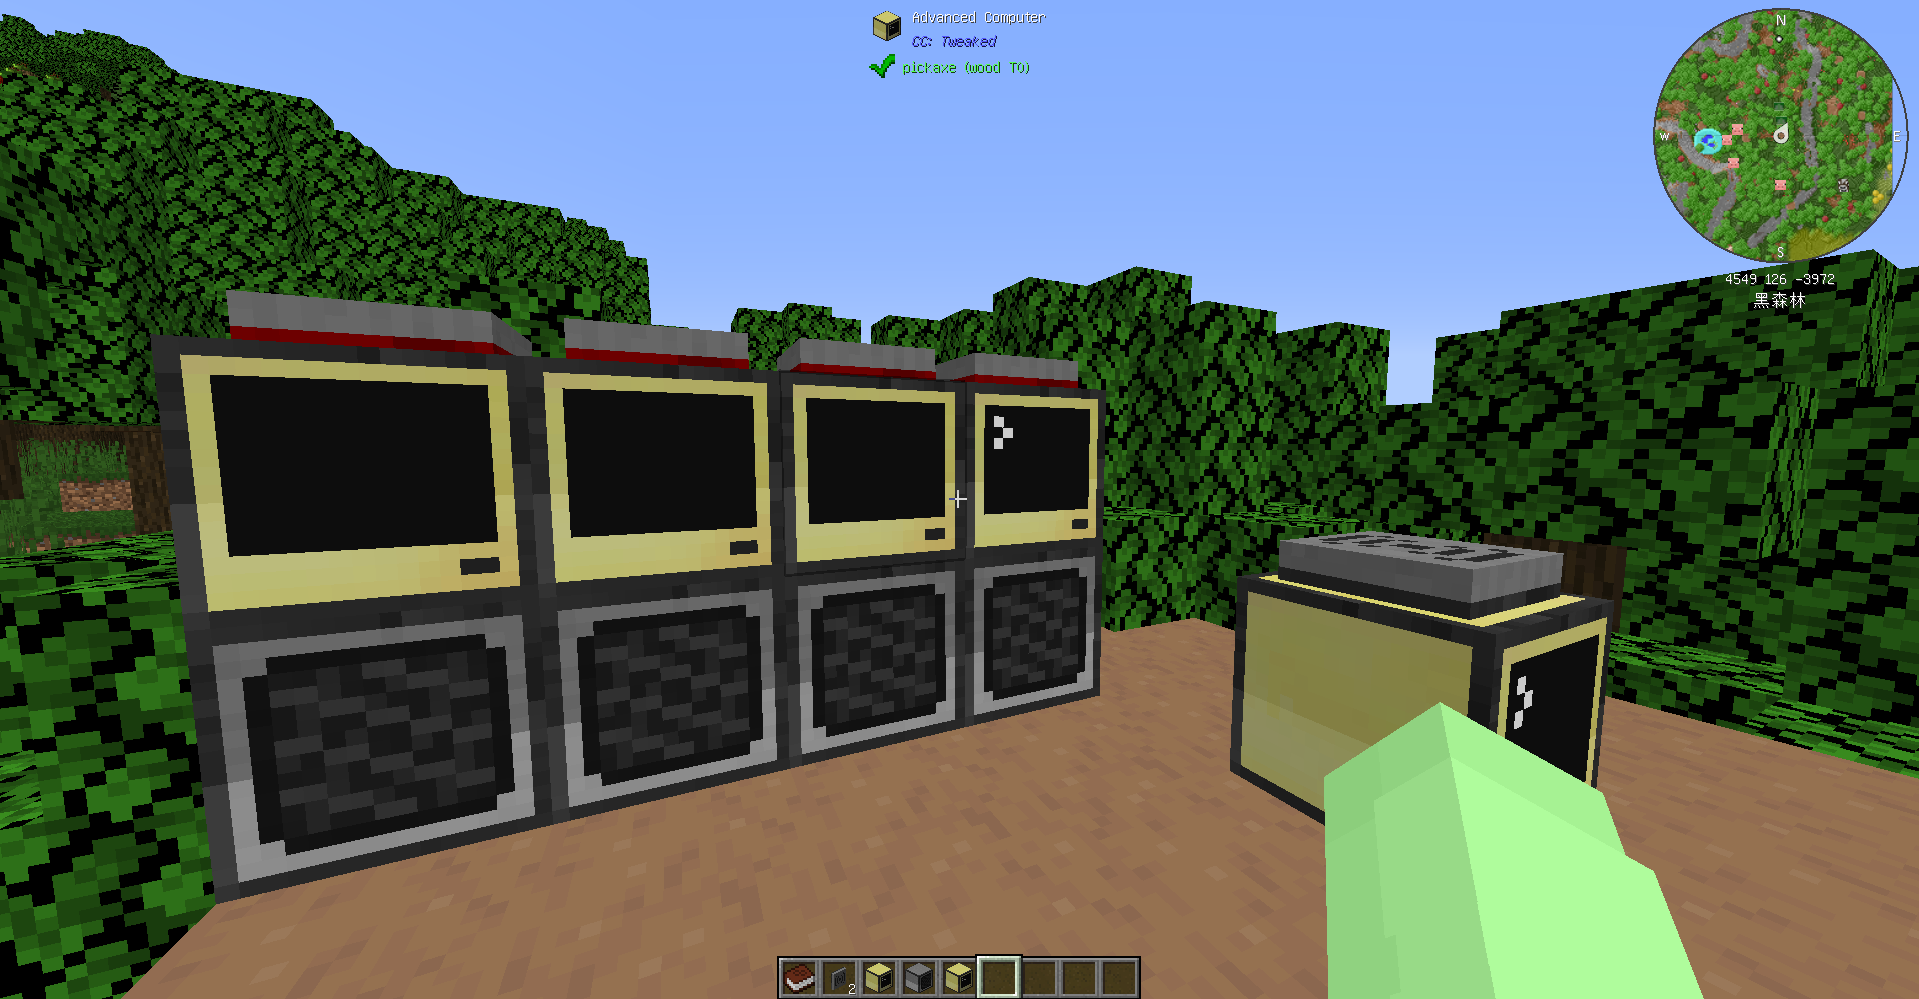 Advanced Computer
CC: Tweaked
pickaxe (wood T0)
N
W
E
S
4549 126 -3972
黑森林
2